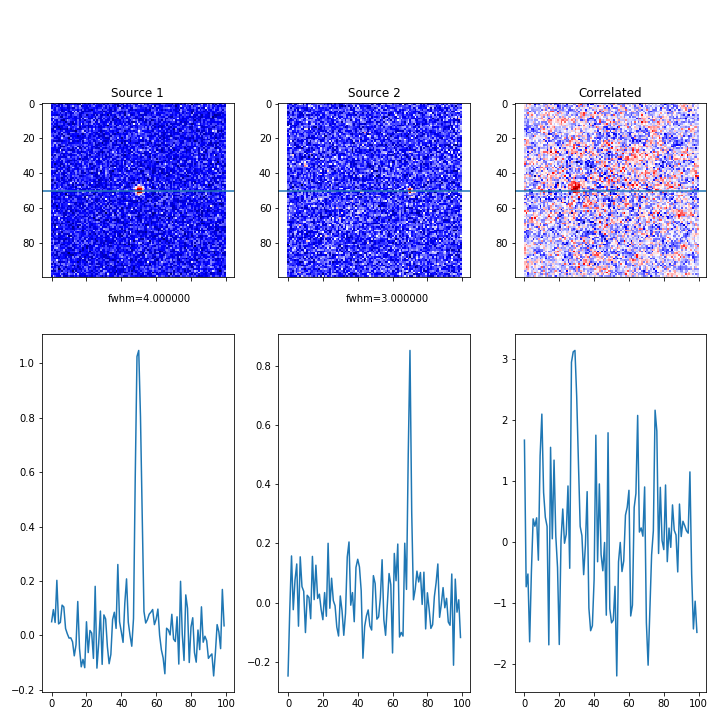 Source 1 Source 2 Correlated
0 0 0
20 20 20
40 40 40
60 60 60
80 80 80
fwhm=4.000000 fwhm=3.000000
1.0 0.8 3
0.8 0.6 2
0.6 0.4 1
0.4 0.2 0
0.2 0.0 −1
0.0 −0.2 −2
−0.2
0 20 40 60 80 100 0 20 40 60 80 100 0 20 40 60 80 100